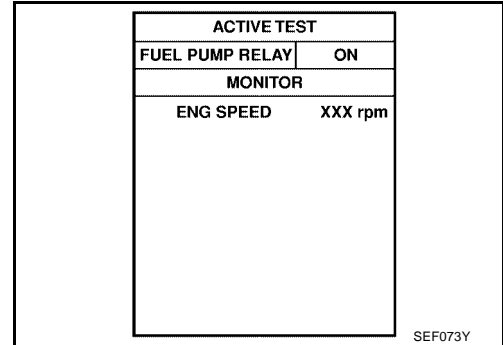 ACTIVE TEST
FUEL PUMP RELAY ON
MONITOR
ENG SPEED XXX rpm
SEF073Y